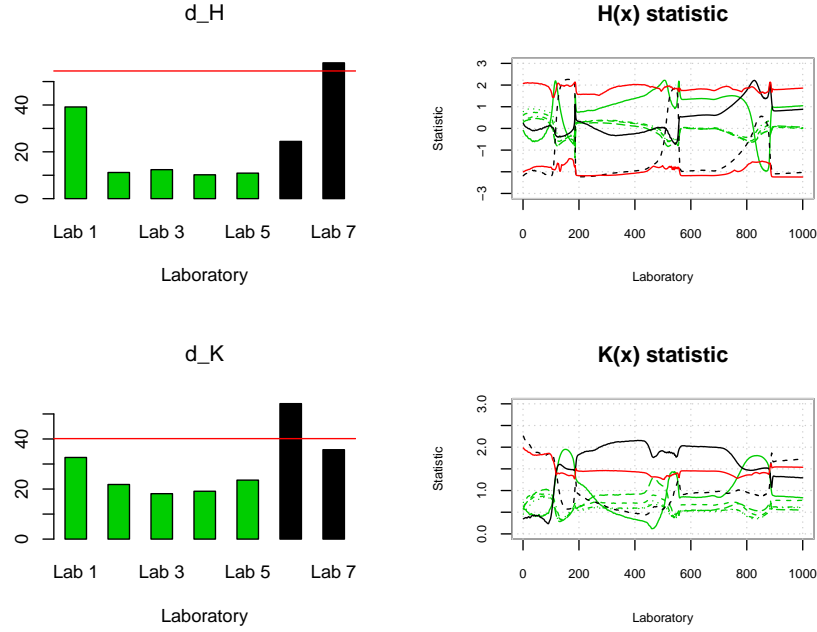 d_H
0 20 40
Lab 1 Lab 3 Lab 5 Lab 7
Laboratory
H(x) statistic
Statistic
−3 −1 0 1 2 3
0 200 400 600 800 1000
Laboratory
d_K
0 20 40
Lab 1 Lab 3 Lab 5 Lab 7
Laboratory
K(x) statistic
Statistic
0.0 1.0 2.0 3.0
0 200 400 600 800 1000
Laboratory